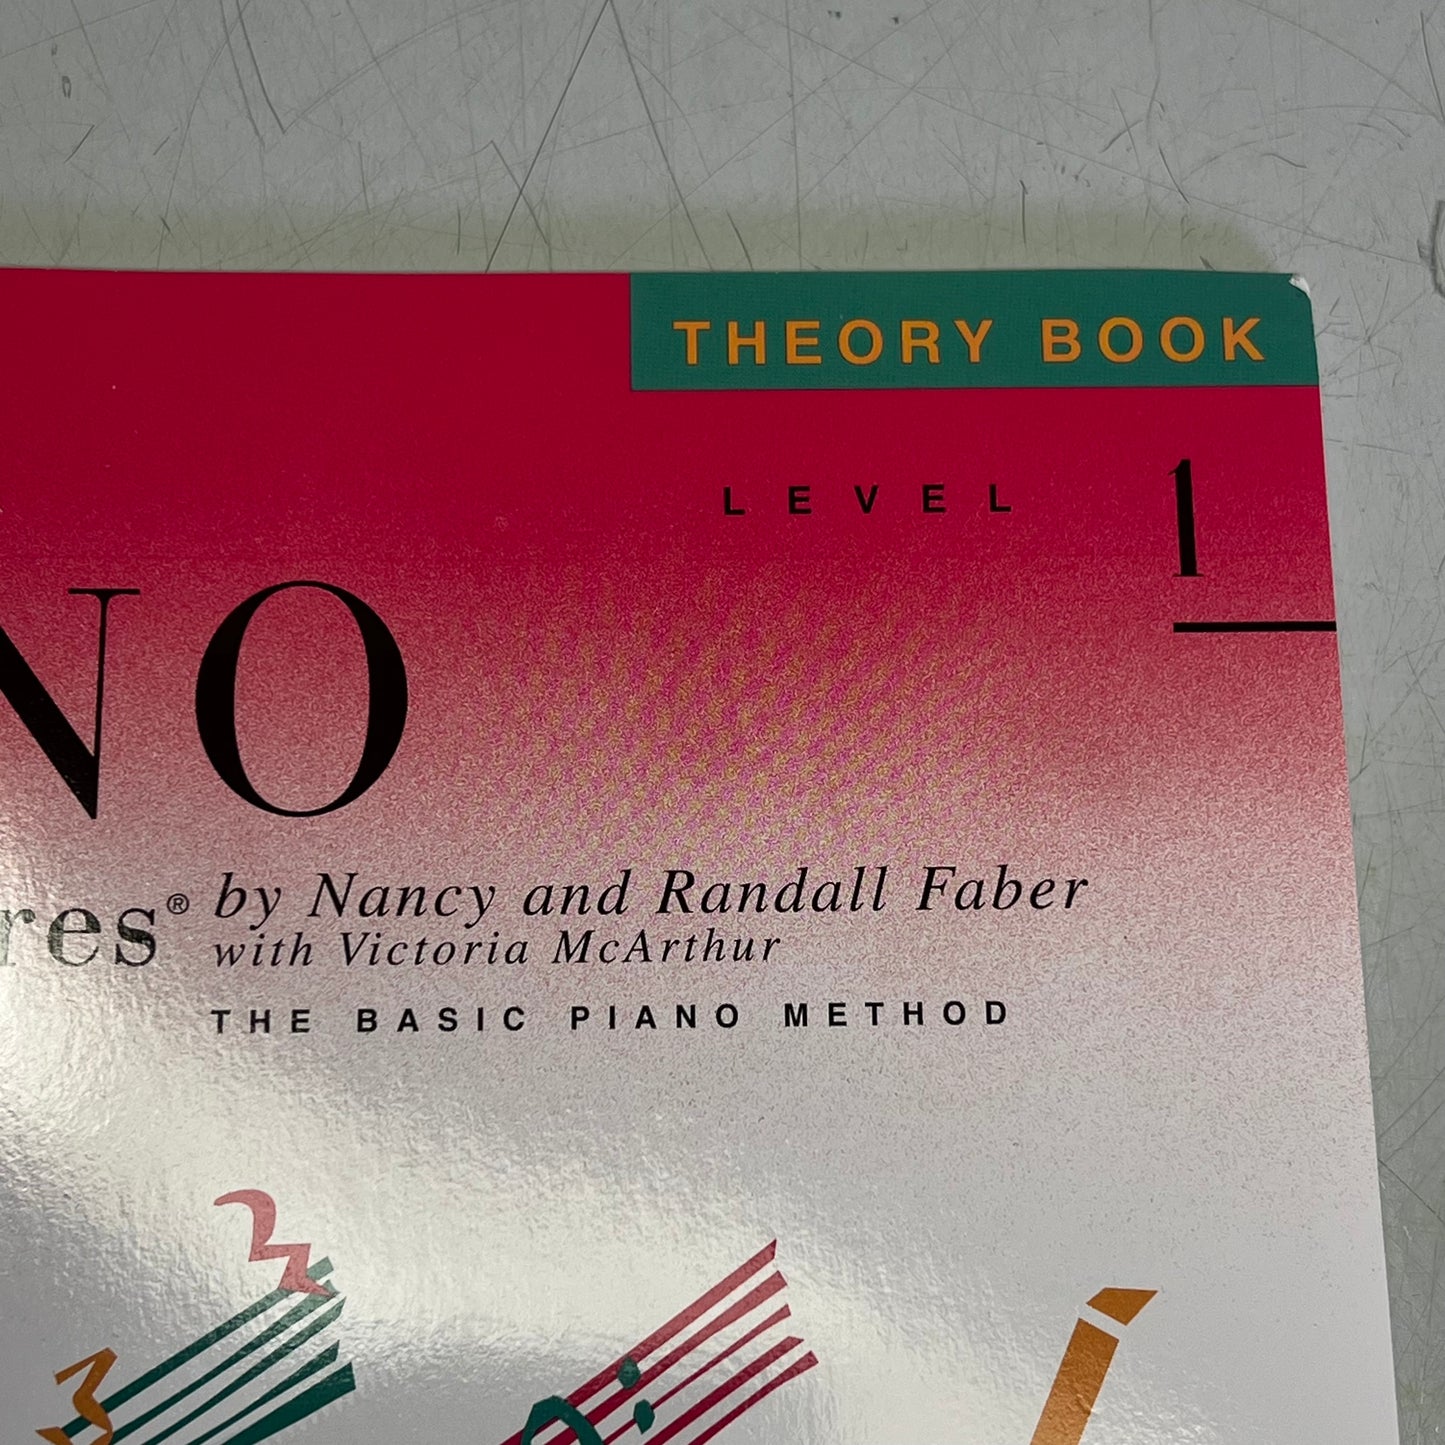 THEORY BOOK
LEVEL 1
NO
res® by Nancy and Randall Faber
with Victoria McArthur
THE BASIC PIANO METHOD